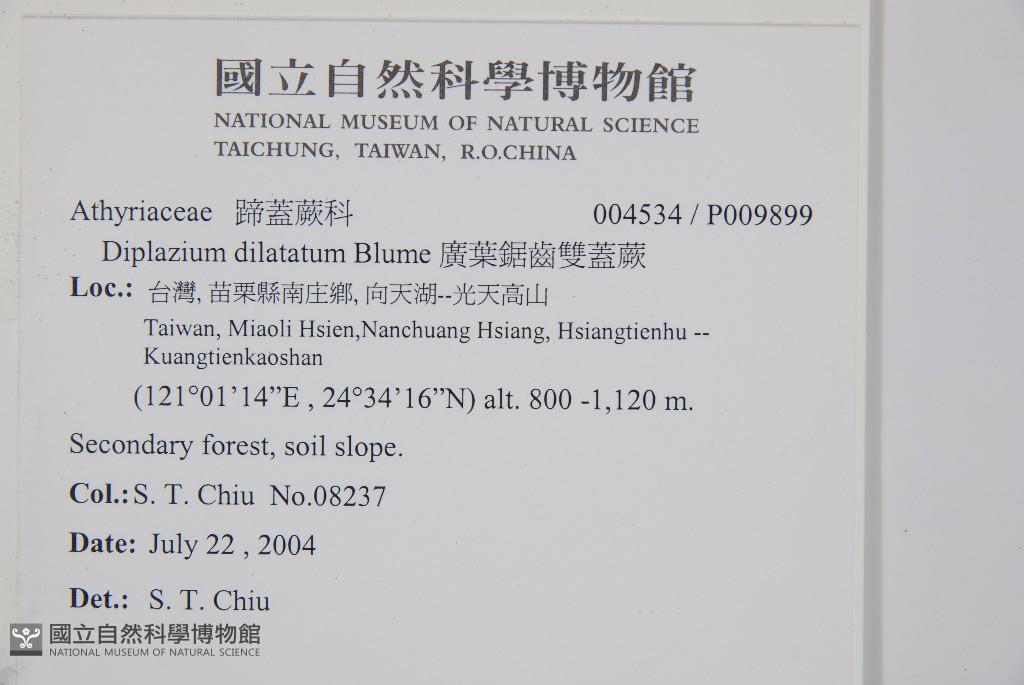 國立自然科學博物館
NATIONAL MUSEUM OF NATURAL SCIENCE
TAICHUNG, TAIWAN, R.O.CHINA
Athyriaceae 蹄蓋蕨科 004534 / P009899
Diplazium dilatatum Blume 廣葉鋸齒雙蓋蕨
Loc.: 台灣, 苗栗縣南庄鄉, 向天湖--光天高山
Taiwan, Miaoli Hsien,Nanchuang Hsiang, Hsiangtienhu --
Kuangtienkaoshan
(121°01’14”E , 24°34’16”N) alt. 800 -1,120 m.
Secondary forest, soil slope.
Col.: S. T. Chiu No.08237
Date: July 22 , 2004
Det.: S. T. Chiu
國立自然科學博物館
NATIONAL MUSEUM OF NATURAL SCIENCE